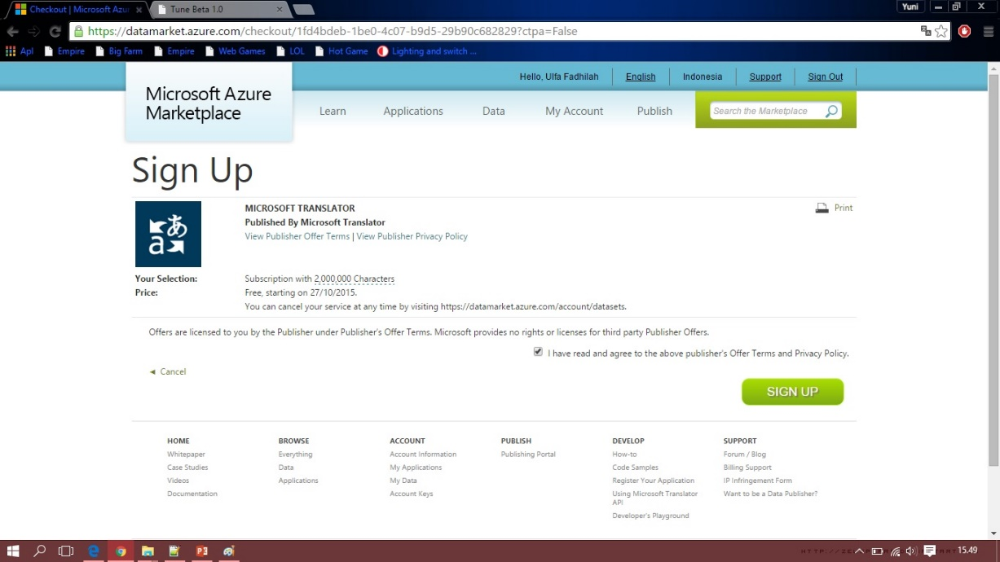 Checkout | Microsoft Azur
Tune Beta 1.0
Yuni
https://datamarket.azure.com/checkout/1fd4bdeb-1be0-4c07-b9d5-29b90c682829?ctpa=False
Apl
Empire
Big Farm
Empire
Web Games
LOL
Hot Game
Lighting and switch ...
Hello, Ulfa Fadhilah
English
Indonesia
Support
Sign Out
Microsoft Azure
Marketplace
Learn
Applications
Data
My Account
Publish
Search the Marketplace
Sign Up
MICROSOFT TRANSLATOR
Published By Microsoft Translator
View Publisher Offer Terms | View Publisher Privacy Policy
Print
あ
a
Your Selection: Subscription with 2,000,000 Characters
Price: Free, starting on 27/10/2015.
You can cancel your service at any time by visiting https://datamarket.azure.com/account/datasets.
Offers are licensed to you by the Publisher under Publisher's Offer Terms. Microsoft provides no rights or licenses for third party Publisher Offers.
I have read and agree to the above publisher's Offer Terms and Privacy Policy.
Cancel
SIGN UP
HOME
Whitepaper
Case Studies
Videos
Documentation
BROWSE
Everything
Data
Applications
ACCOUNT
Account Information
My Applications
My Data
Account Keys
PUBLISH
Publishing Portal
DEVELOP
How-to
Code Samples
Register Your Application
Using Microsoft Translator
API
Developer's Playground
SUPPORT
Forum / Blog
Billing Support
IP Infringement Form
Want to be a Data Publisher?
15.49